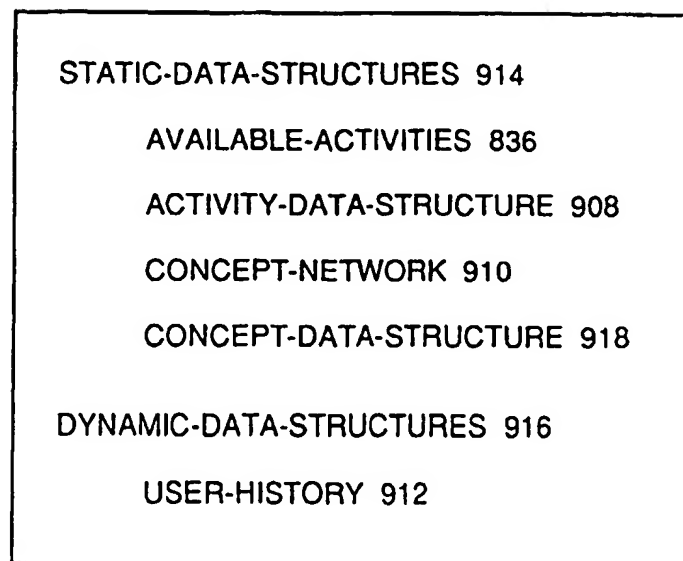 STATIC-DATA-STRUCTURES 914
AVAILABLE-ACTIVITIES 836
ACTIVITY-DATA-STRUCTURE 908
CONCEPT-NETWORK 910
CONCEPT-DATA-STRUCTURE 918
DYNAMIC-DATA-STRUCTURES 916
USER-HISTORY 912